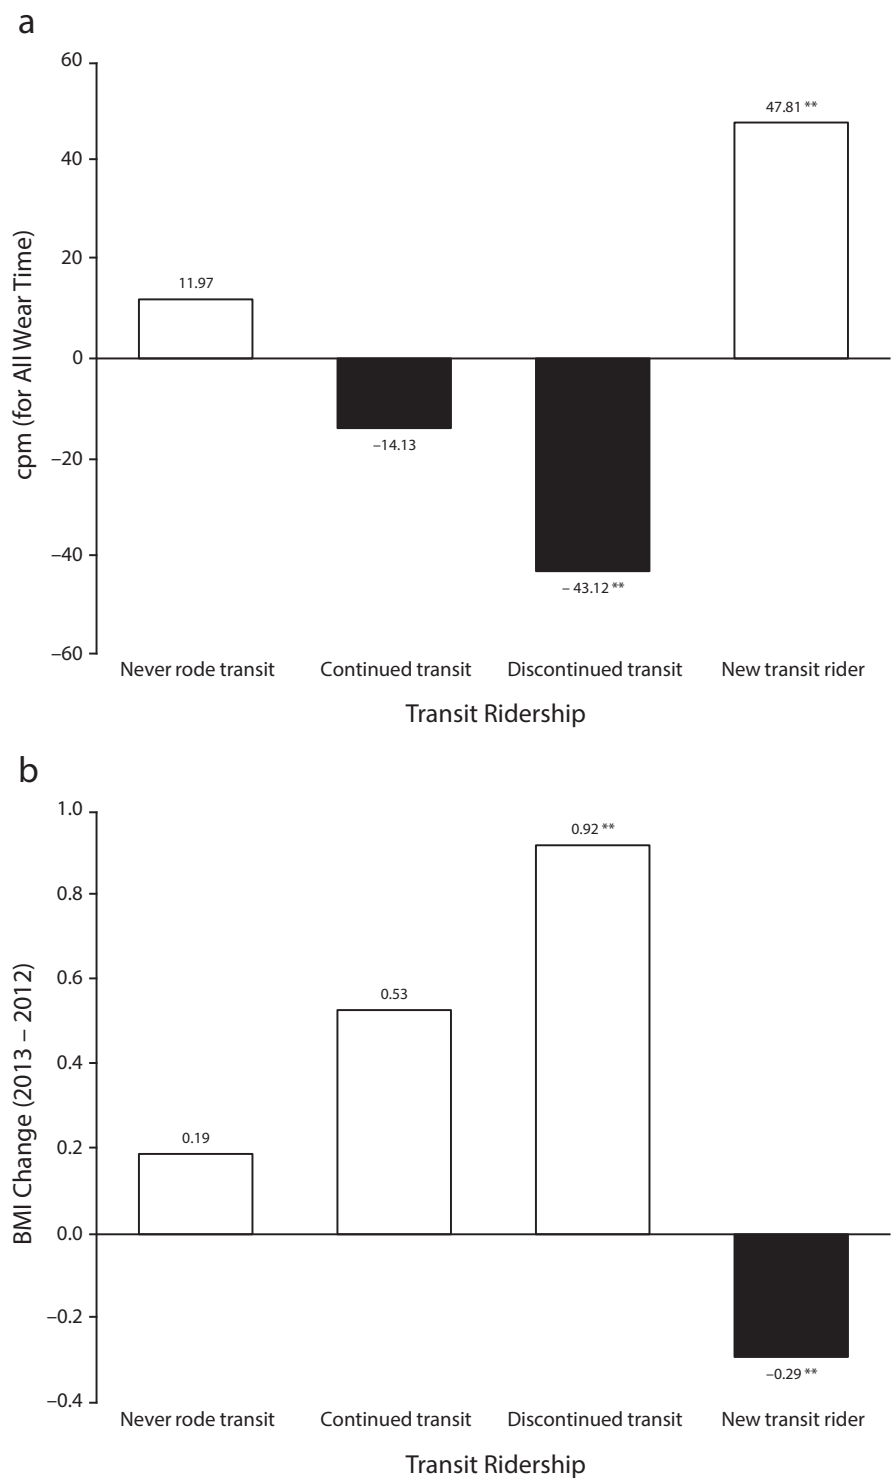 a
60
40
20
0
–20
–40
–60
cpm (for All Wear Time)
11.97
–14.13
– 43.12 **
47.81 **
Never rode transit Continued transit Discontinued transit New transit rider
Transit Ridership
b
1.0
0.8
0.6
0.4
0.2
0.0
–0.2
–0.4
BMI Change (2013 – 2012)
0.19
0.53
0.92 **
–0.29 **
Never rode transit Continued transit Discontinued transit New transit rider
Transit Ridership